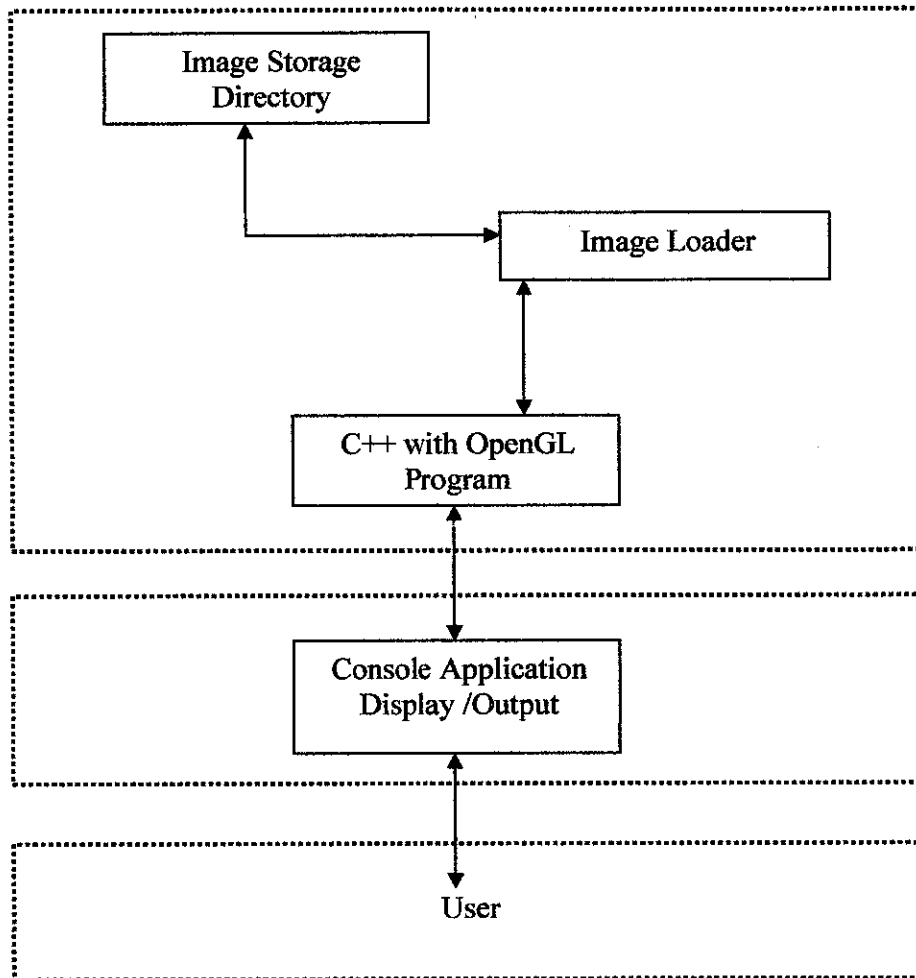 Image Storage
Directory
Image Loader
C++ with OpenGL
Program
Console Application
Display /Output
User